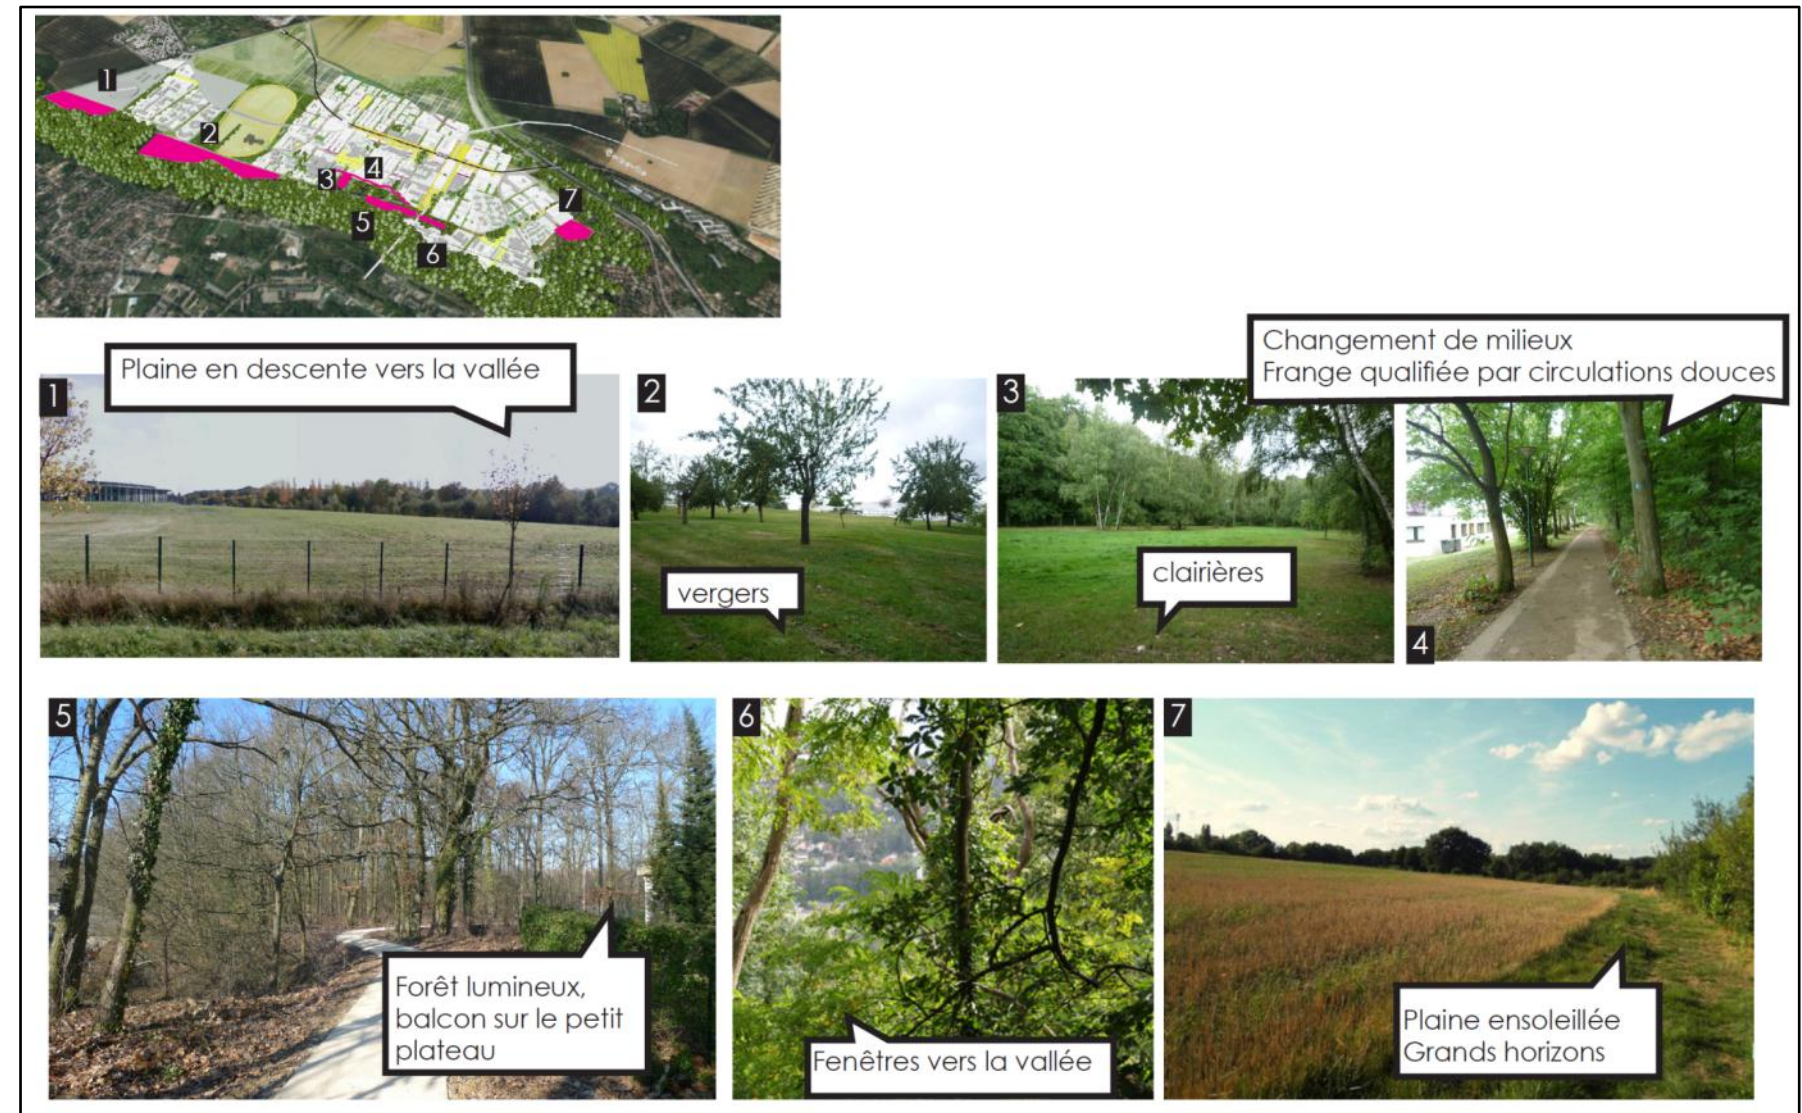 1
2
3
4
5
6
7
Plaine en descente vers la vallée
1
2
vergers
3
clairières
Changement de milieux
Frange qualifiée par circulations douces
4
5
Forêt lumineux,
balcon sur le petit
plateau
6
Fenêtres vers la vallée
7
Plaine ensoleillée
Grands horizons